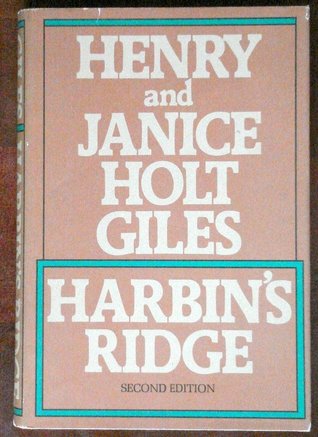 HENRY
and
JANICE
HOLT
GILES
HARBIN'S
RIDGE
SECOND EDITION